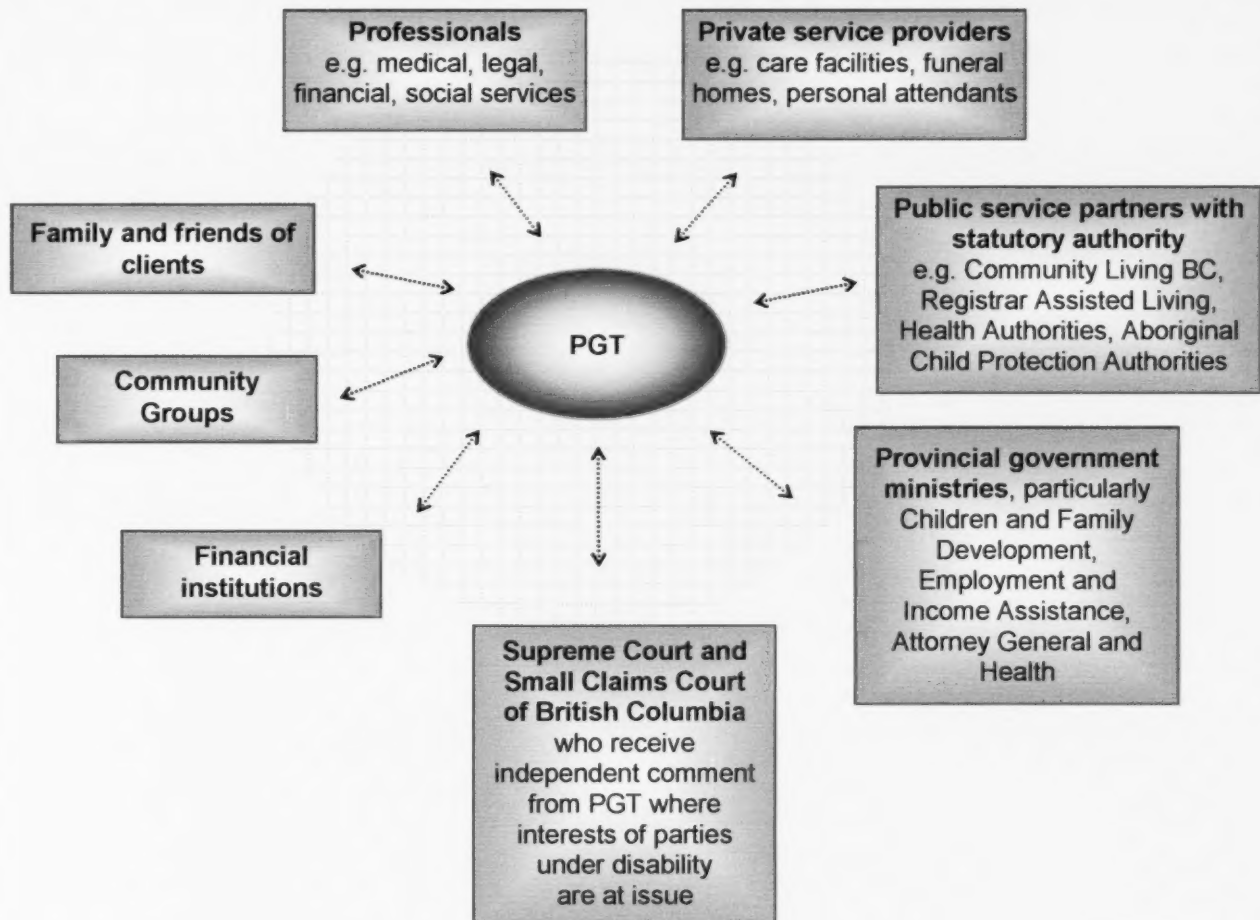 Professionals
e.g. medical, legal,
financial, social services
Private service providers
e.g. care facilities, funeral
homes, personal attendants
Family and friends of
clients
Public service partners with
statutory authority
e.g. Community Living BC,
Registrar Assisted Living,
Health Authorities, Aboriginal
Child Protection Authorities
PGT
Community
Groups
Provincial government
ministries, particularly
Children and Family
Development,
Employment and
Income Assistance,
Attorney General and
Health
Financial
institutions
Supreme Court and
Small Claims Court
of British Columbia
who receive
independent comment
from PGT where
interests of parties
under disability
are at issue